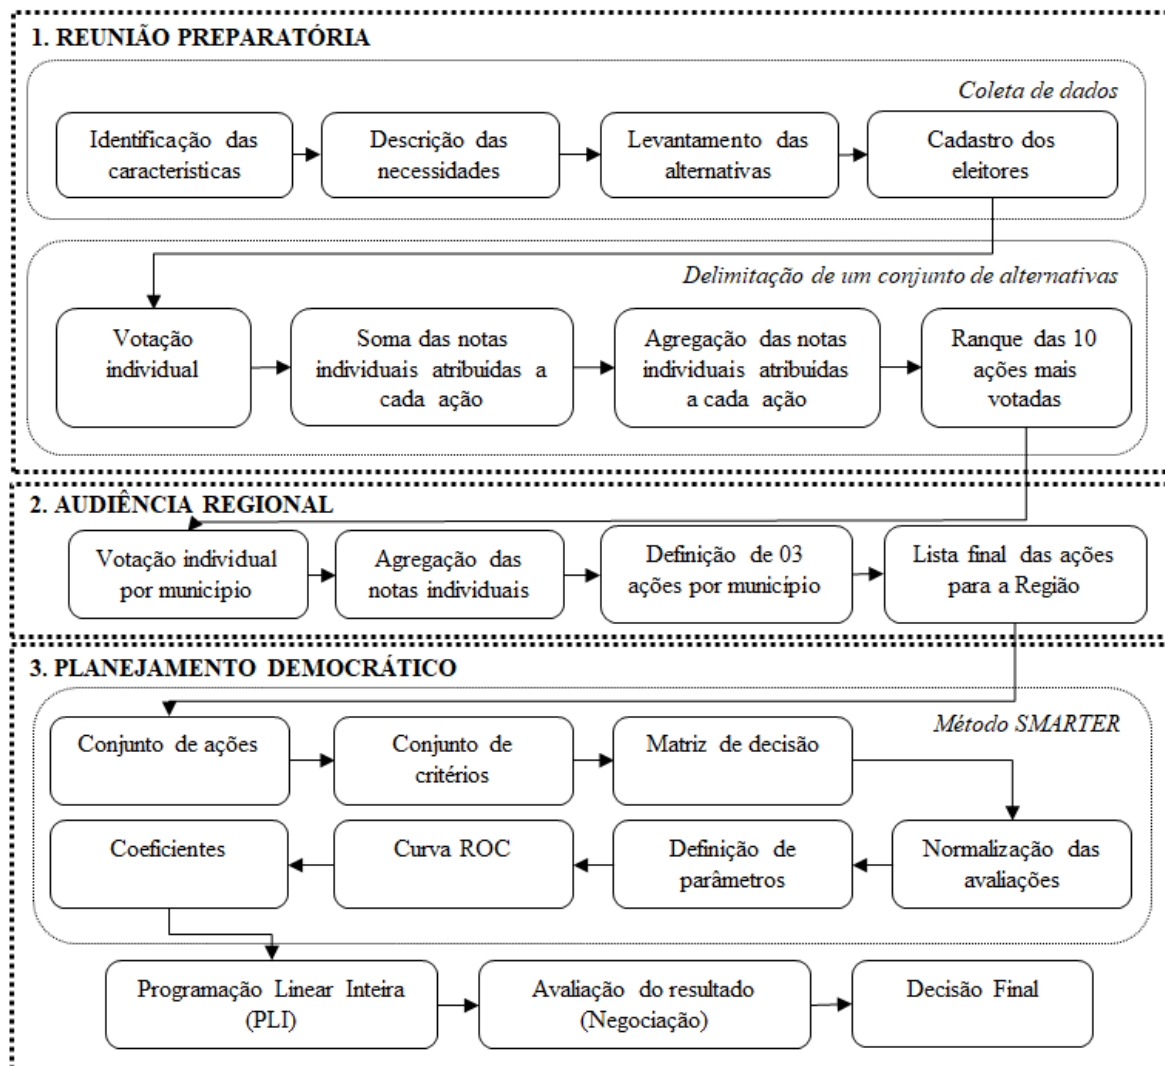 1. REUNIÃO PREPARATÓRIA
Coleta de dados
Identificação das
características
Descrição das
necessidades
Levantamento das
alternativas
Cadastro dos
eleitores
Delimitação de um conjunto de alternativas
Votação
individual
Soma das notas
individuais atribuídas a
cada ação
Agregação das notas
individuais atribuídas
a cada ação
Ranque das 10
ações mais
votadas
2. AUDIÊNCIA REGIONAL
Votação individual
por município
Agregação das
notas individuais
Definição de 03
ações por município
Lista final das ações
para a Região
3. PLANEJAMENTO DEMOCRÁTICO
Método SMARTER
Conjunto de ações
Conjunto de
critérios
Matriz de decisão
Normalização das
avaliações
Definição de
parâmetros
Curva ROC
Coeficientes
Programação Linear Inteira
(PLI)
Avaliação do resultado
(Negociação)
Decisão Final